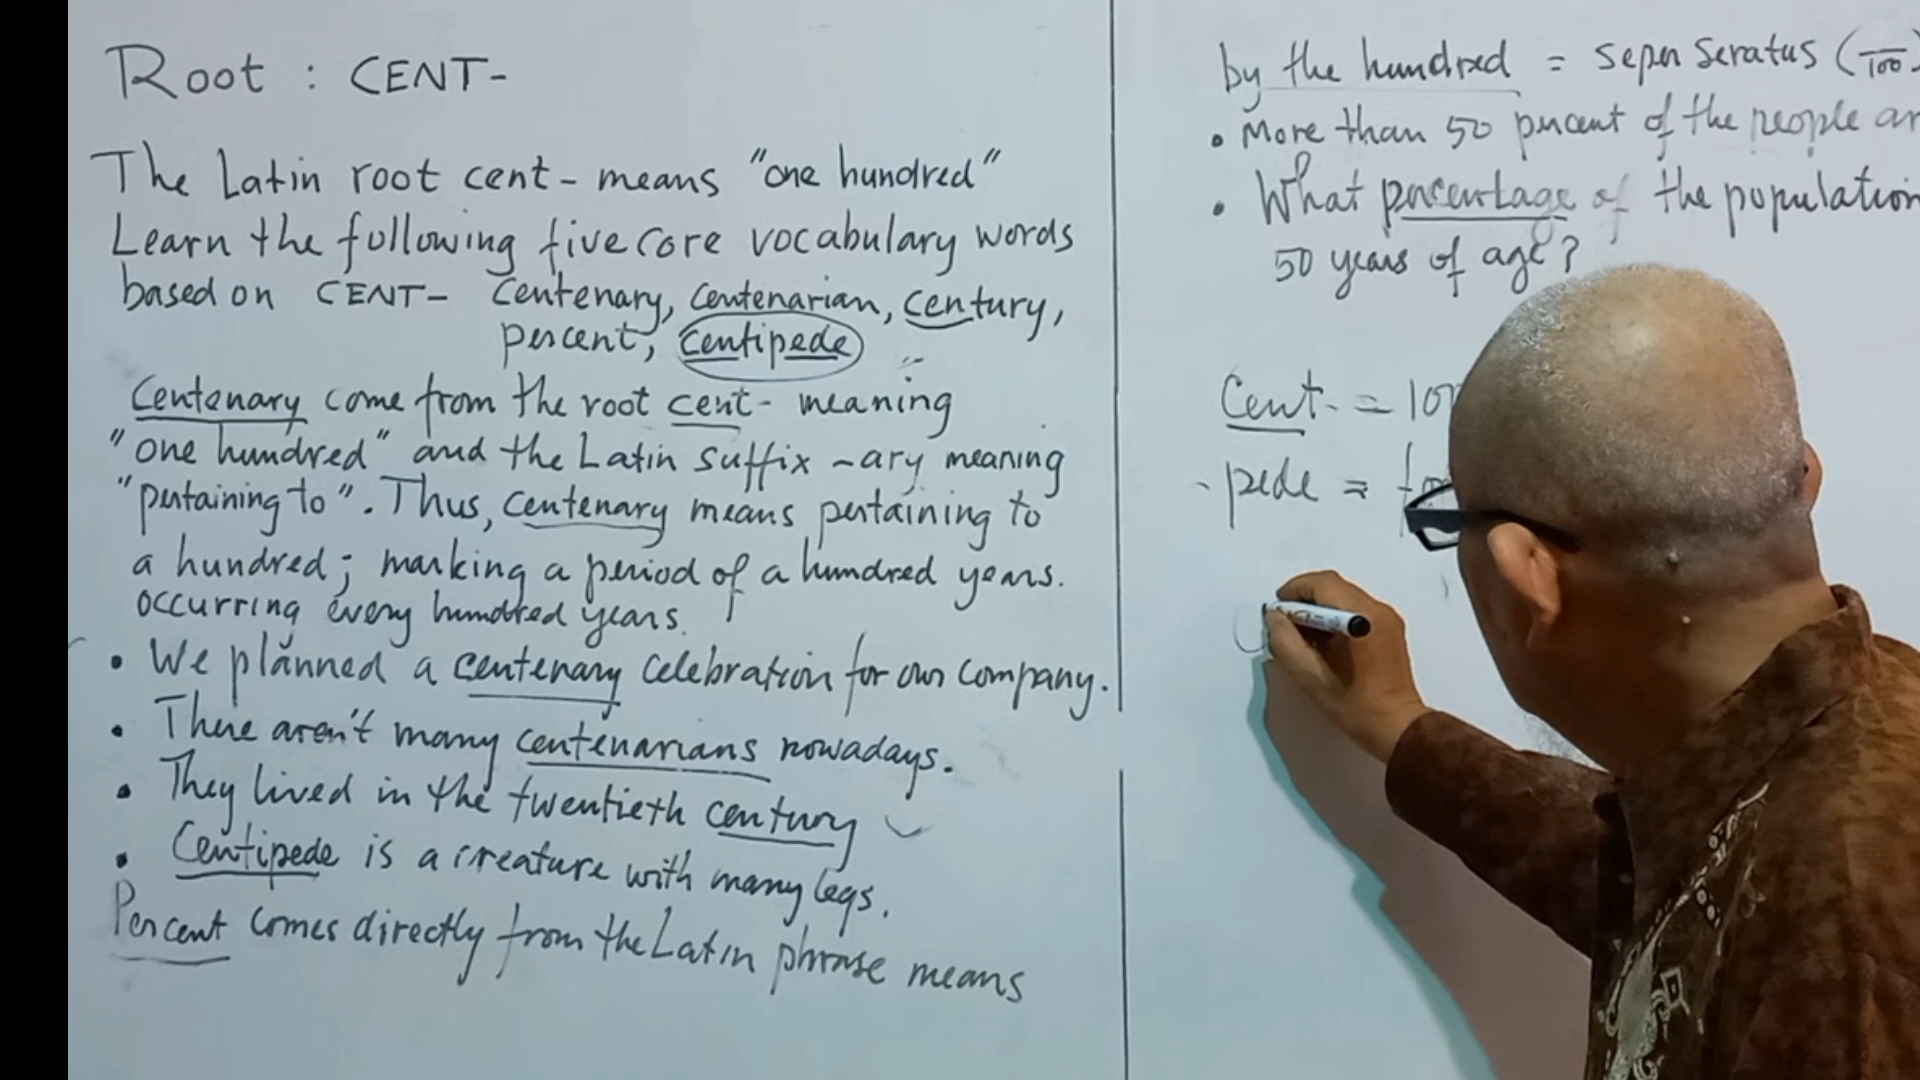 Root : CENT-
The Latin root cent- means "one hundred"
Learn the following five core vocabulary words
based on CENT- Centenary, Centenarian, century,
percent, centipede
Centenary come from the root cent- meaning
"one hundred" and the Latin suffix -ary meaning
"pertaining to". Thus, centenary means pertaining to
a hundred; marking a period of a hundred years.
occurring every hundred years.
• We planned a centenary celebration for our company.
• There aren't many centenarians nowadays.
• They lived in the twentieth century
• Centipede is a creature with many legs.
Percent comes directly from the Latin phrase means
by the hundred = seper seratus (/100)
• More than 50 percent of the people
• What percentage of the population
50 years of age?
Cent- = 100
- pede =